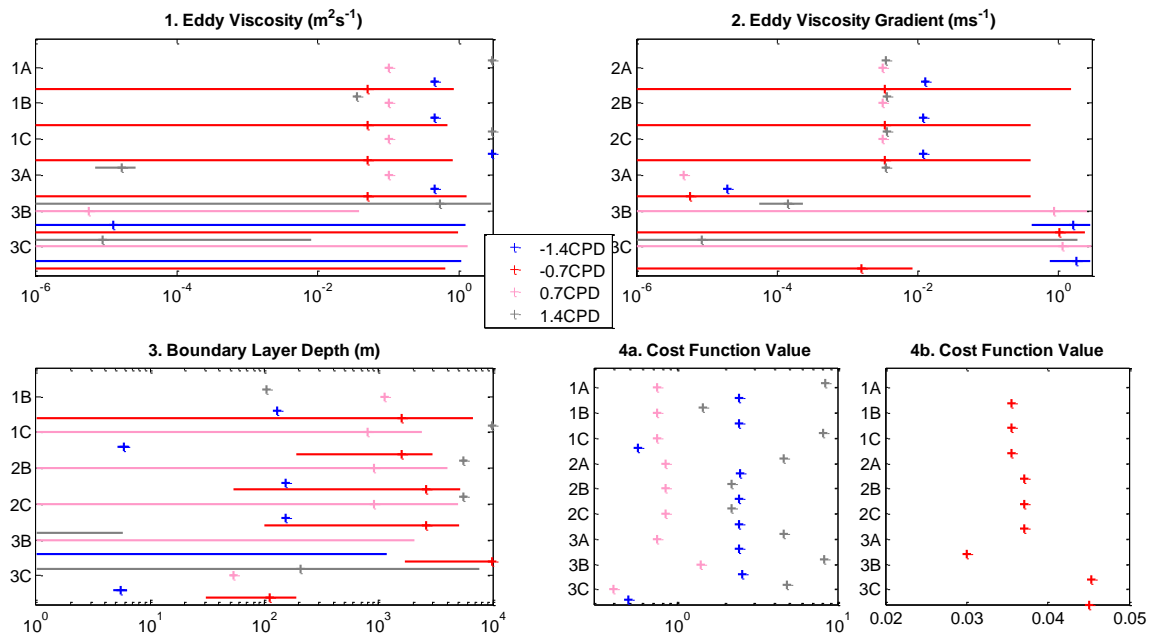 1. Eddy Viscosity (m²s⁻¹)
1A
1B
1C
3A
3B
3C
10⁻⁶
10⁻⁴
10⁻²
10⁰
2. Eddy Viscosity Gradient (ms⁻¹)
2A
2B
2C
3A
3B
3C
10⁻⁶
10⁻⁴
10⁻²
10⁰
-1.4CPD
-0.7CPD
0.7CPD
1.4CPD
3. Boundary Layer Depth (m)
1B
1C
2B
2C
3B
3C
10⁰
10¹
10²
10³
10⁴
4a. Cost Function Value
1A
1B
1C
2A
2B
2C
3A
3B
3C
10⁰
10¹
4b. Cost Function Value
1A
1B
1C
2A
2B
2C
3A
3B
3C
0.02
0.03
0.04
0.05